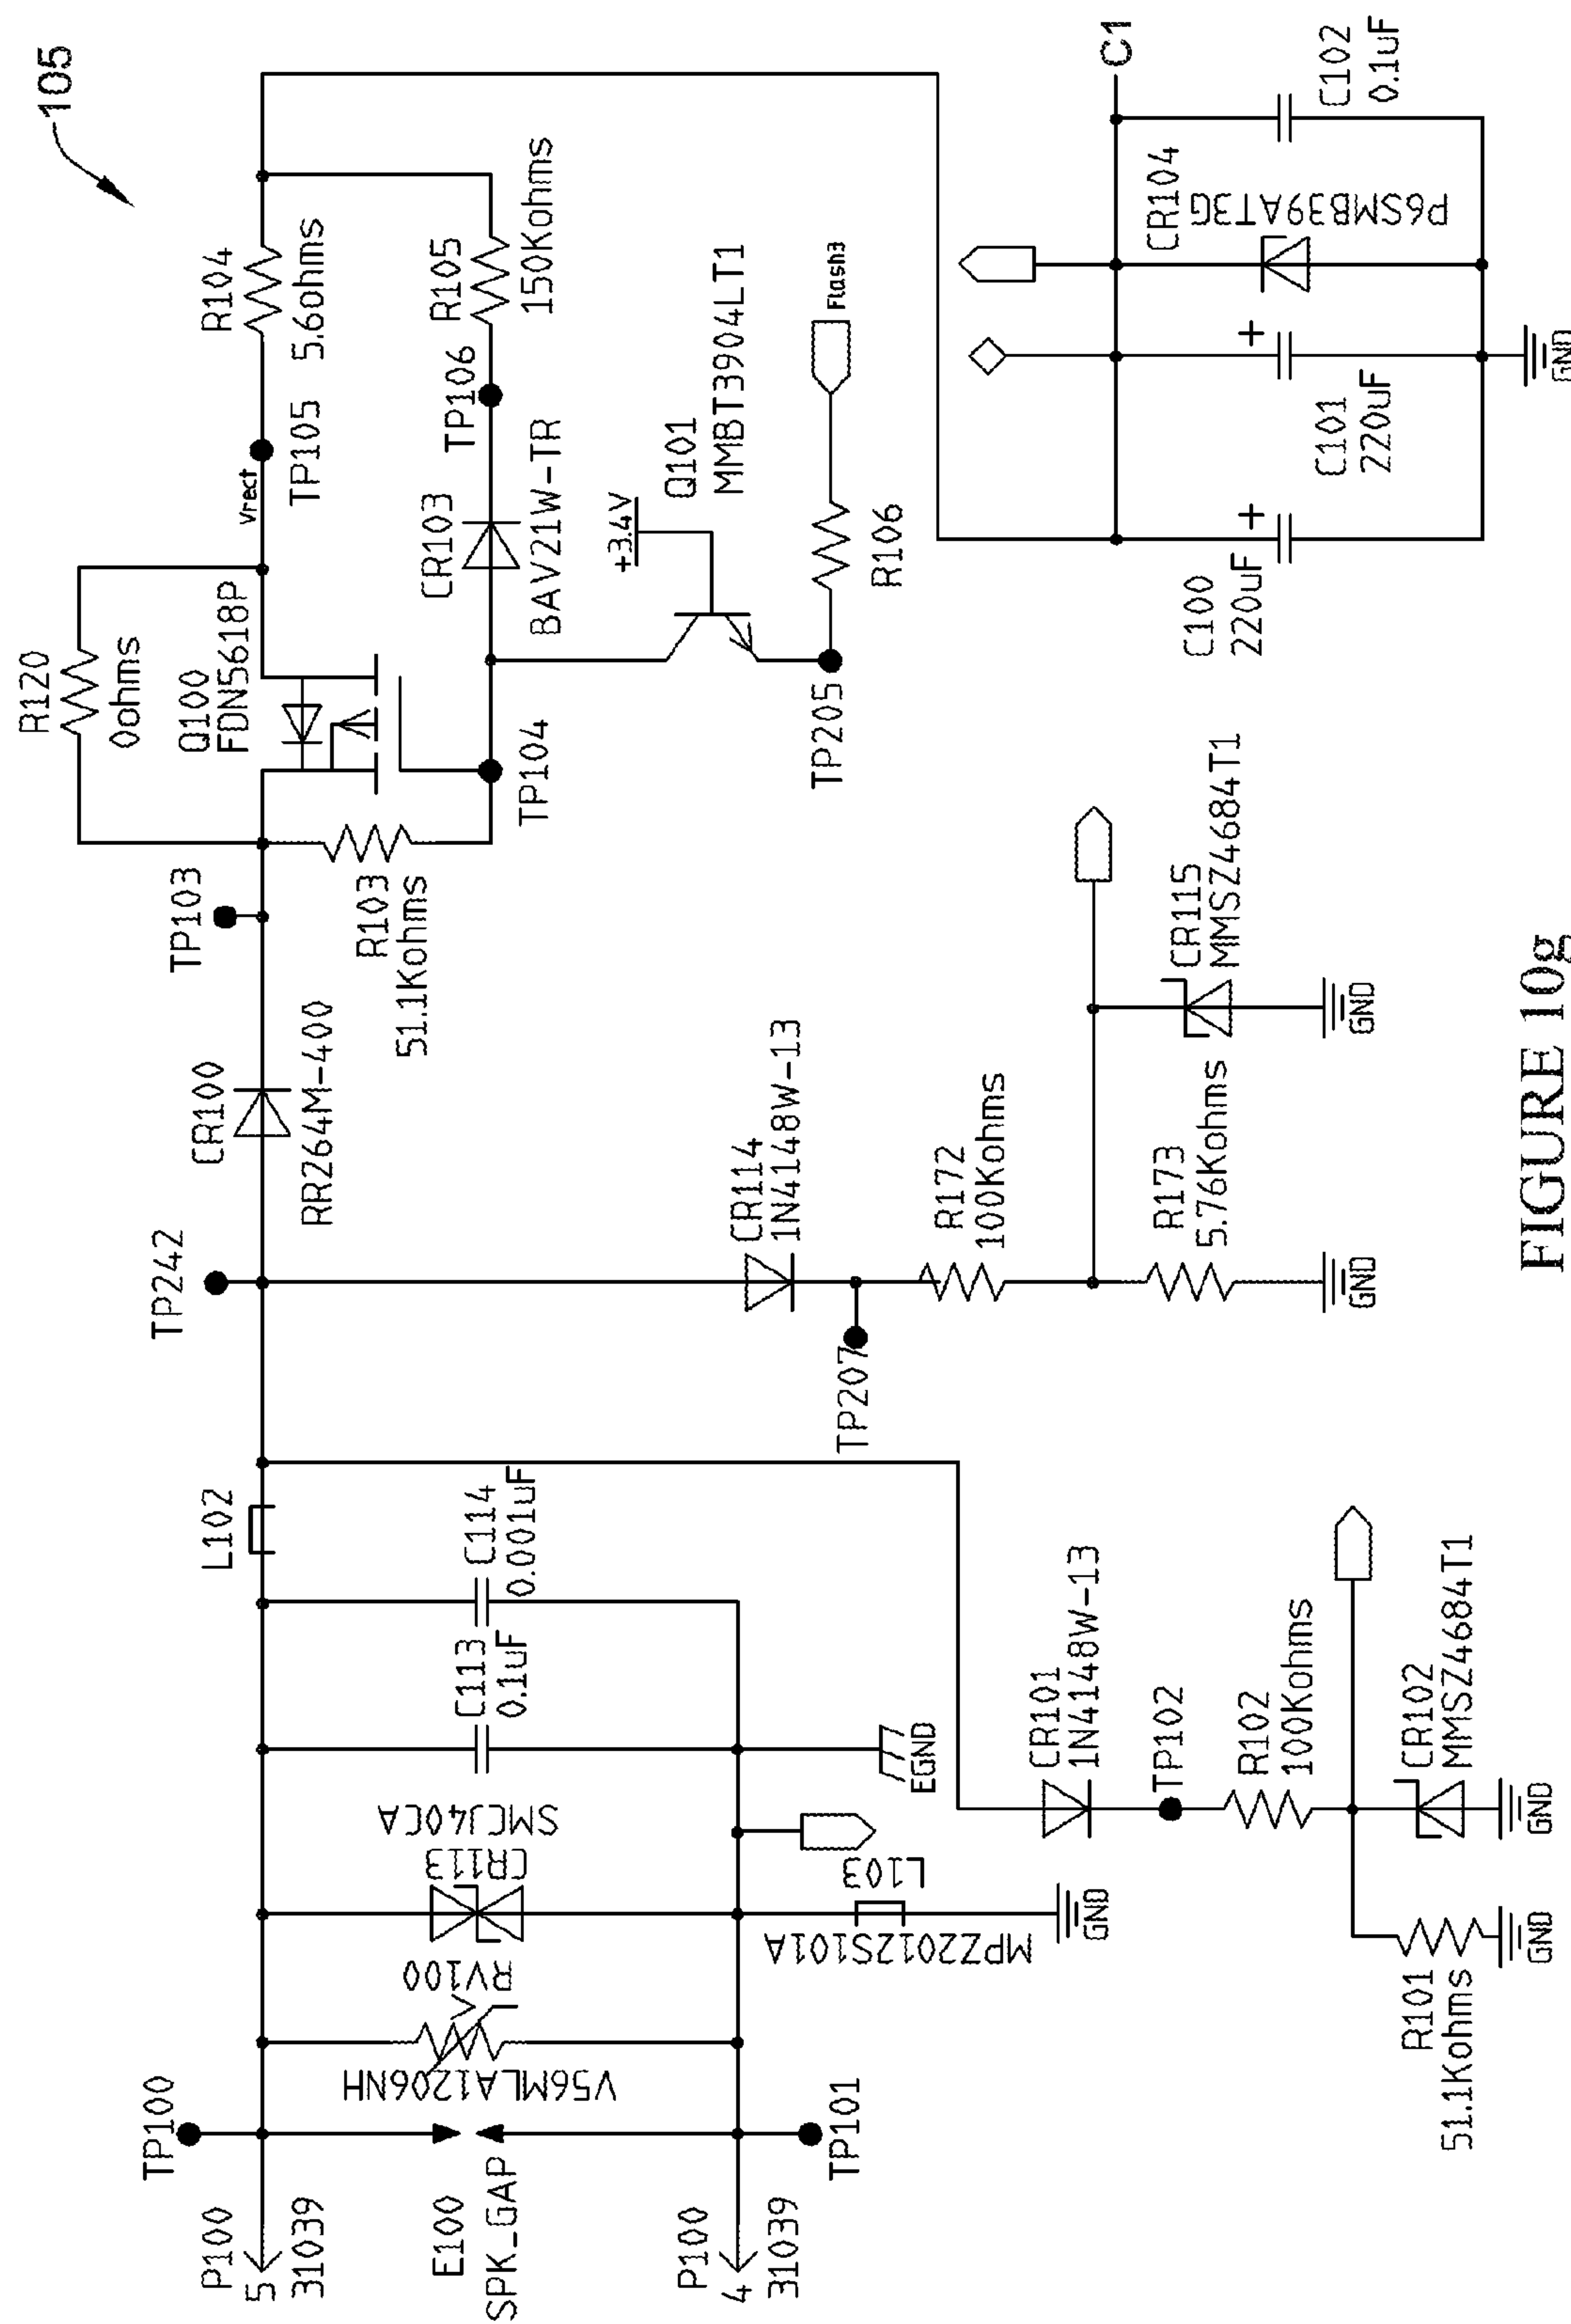 105
R120
0ohms
Q100
FDN5618P
Vrect
TP105
R104
5.6ohms
TP103
R103
51.1Kohms
TP104
CR103
BAV21W-TR
TP106
R105
150Kohms
+3.4V
Q101
MMBT3904LT1
TP205
R106
Flash3
CR100
RR264M-400
TP242
CR114
1N4148W-13
TP207
R172
100Kohms
R173
5.76Kohms
GND
CR115
MMSZ4684T1
GND
C1
C100
220uF
+
C101
220uF
+
CR104
P6SMB39AT3G
C102
0.1uF
GND
L102
TP100
P100
5
31039
E100
SPK_GAP
P100
4
31039
TP101
V56MLA1206NH
RV100
V
CR113
SMCJ40CA
C113
0.1uF
C114
0.001uF
EGND
L103
MPZ2012S101A
GND
CR101
1N4148W-13
TP102
R102
100Kohms
R101
51.1Kohms
GND
CR102
MMSZ4684T1
GND
FIGURE 10g